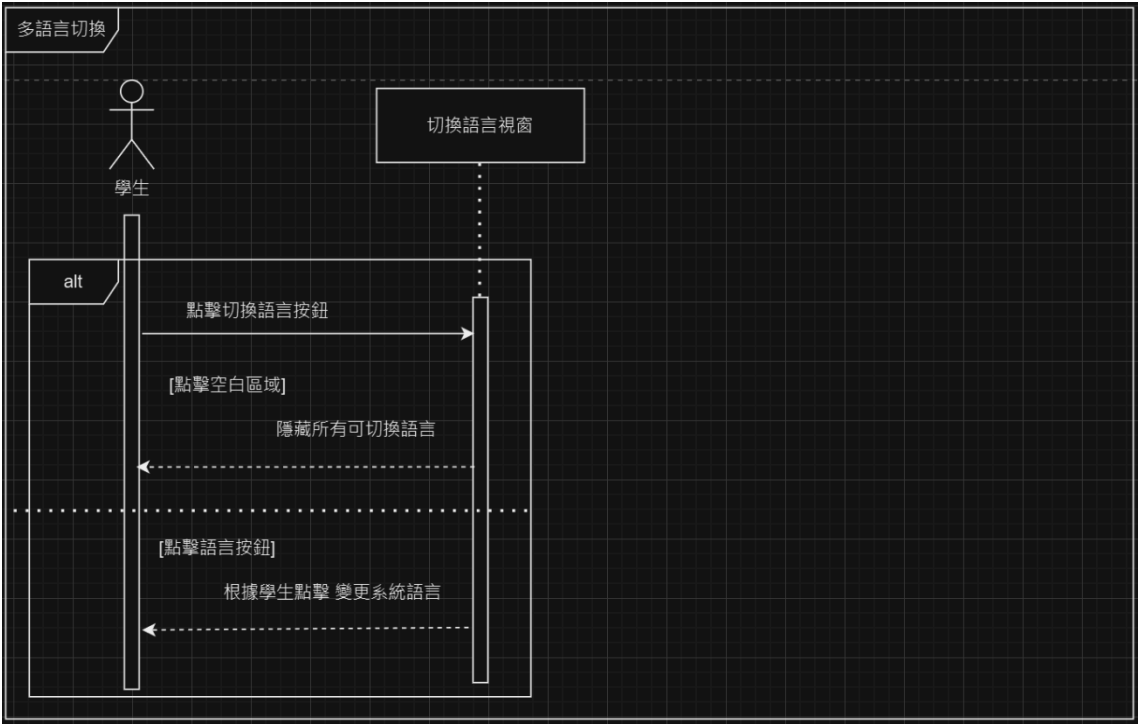 多語言切換
切換語言視窗
學生
alt
點擊切換語言按鈕
[點擊空白區域]
隱藏所有可切換語言
[點擊語言按鈕]
根據學生點擊 變更系統語言